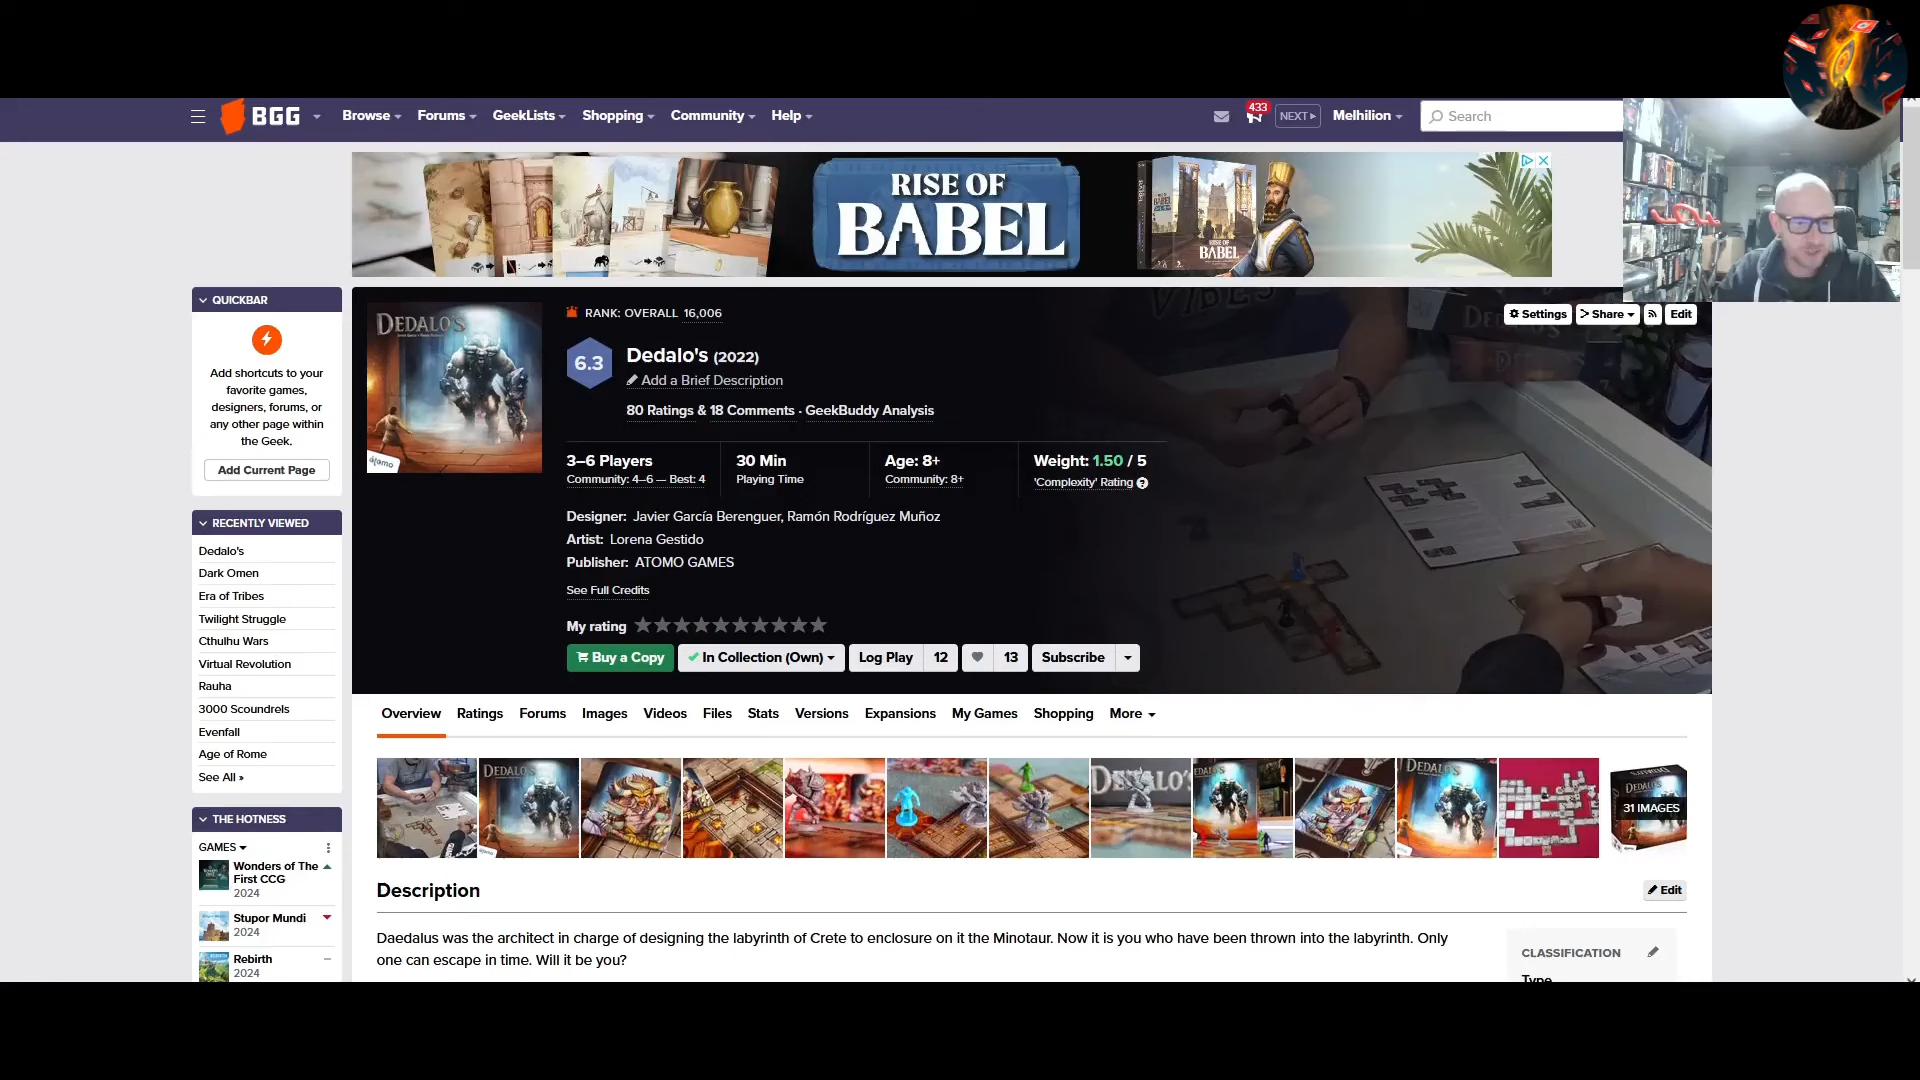 BGG
Browse
Forums
GeekLists
Shopping
Community
Help
433
NEXT
Melhilion
Search
RISE OF
BABEL
RISE OF
BABEL
QUICKBAR
Add shortcuts to your
favorite games,
designers, forums, or
any other page within
the Geek.
Add Current Page
RECENTLY VIEWED
Dedalo's
Dark Omen
Era of Tribes
Twilight Struggle
Cthulhu Wars
Virtual Revolution
Rauha
3000 Scoundrels
Evenfall
Age of Rome
See All »
THE HOTNESS
GAMES
Wonders of The
First CCG
2024
Stupor Mundi
2024
Rebirth
2024
DEDALO'S
átomo
RANK: OVERALL 16,006
Settings
Share
Edit
6.3
Dedalo's (2022)
Add a Brief Description
80 Ratings & 18 Comments · GeekBuddy Analysis
3–6 Players
Community: 4–6 — Best: 4
30 Min
Playing Time
Age: 8+
Community: 8+
Weight: 1.50 / 5
'Complexity' Rating
Designer: Javier García Berenguer, Ramón Rodríguez Muñoz
Artist: Lorena Gestido
Publisher: ATOMO GAMES
See Full Credits
My rating
Buy a Copy
In Collection (Own)
Log Play
12
13
Subscribe
Overview
Ratings
Forums
Images
Videos
Files
Stats
Versions
Expansions
My Games
Shopping
More
DEDALO'S
DEDALO'S
DEDALO'S
DEDALO'S
31 IMAGES
Description
Edit
Daedalus was the architect in charge of designing the labyrinth of Crete to enclosure on it the Minotaur. Now it is you who have been thrown into the labyrinth. Only
one can escape in time. Will it be you?
CLASSIFICATION
Type